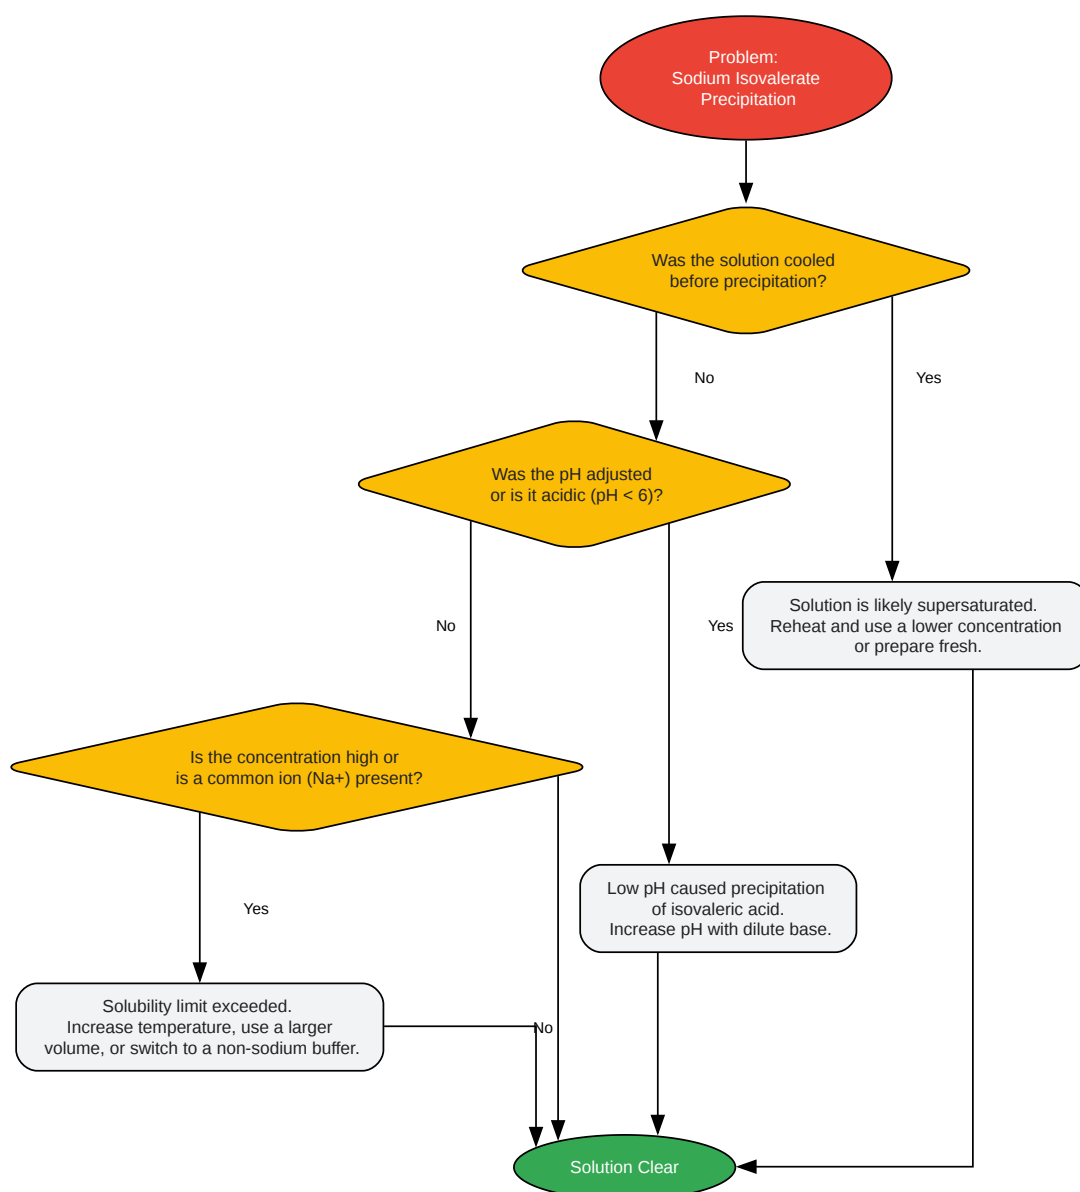 Problem:
Sodium Isovalerate
Precipitation
Was the solution cooled
before precipitation?
No
Yes
Was the pH adjusted
or is it acidic (pH < 6)?
No
Yes
Solution is likely supersaturated.
Reheat and use a lower concentration
or prepare fresh.
Is the concentration high or
is a common ion (Na+) present?
Yes
Low pH caused precipitation
of isovaleric acid.
Increase pH with dilute base.
Solubility limit exceeded.
Increase temperature, use a larger
volume, or switch to a non-sodium buffer.
No
Solution Clear